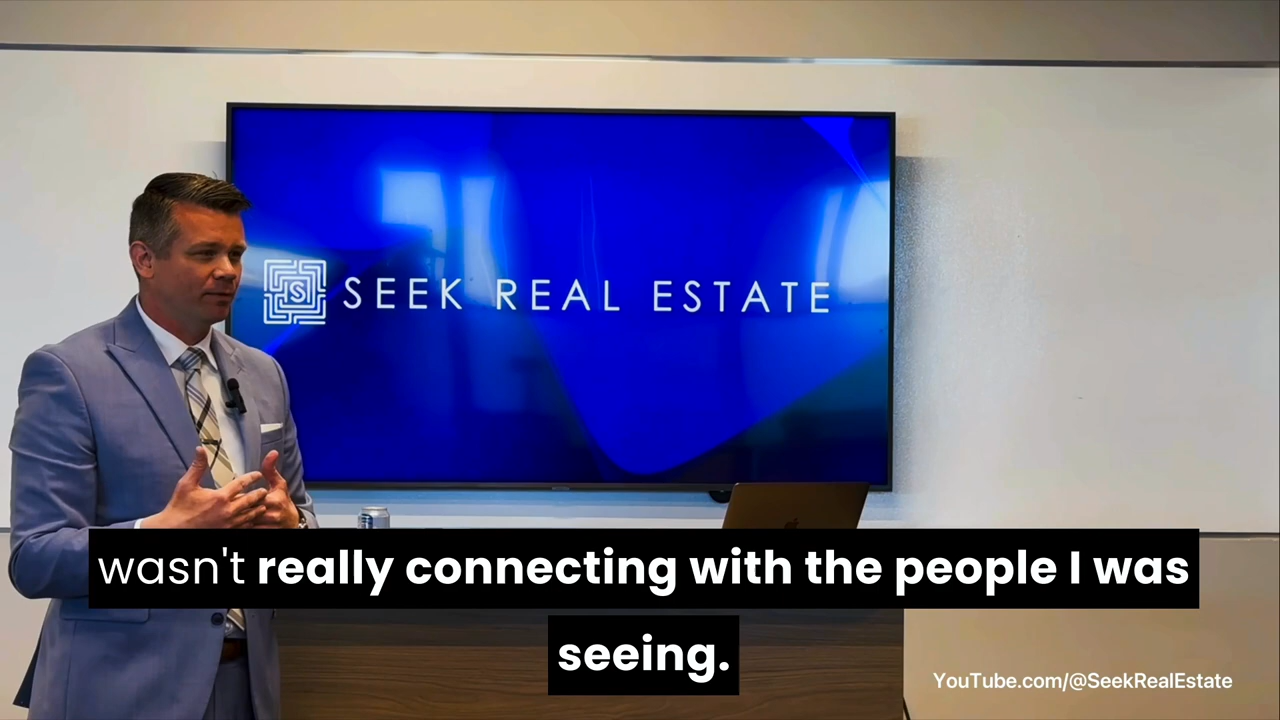 S
SEEK REAL ESTATE
wasn't really connecting with the people I was
seeing.
YouTube.com/@SeekRealEstate